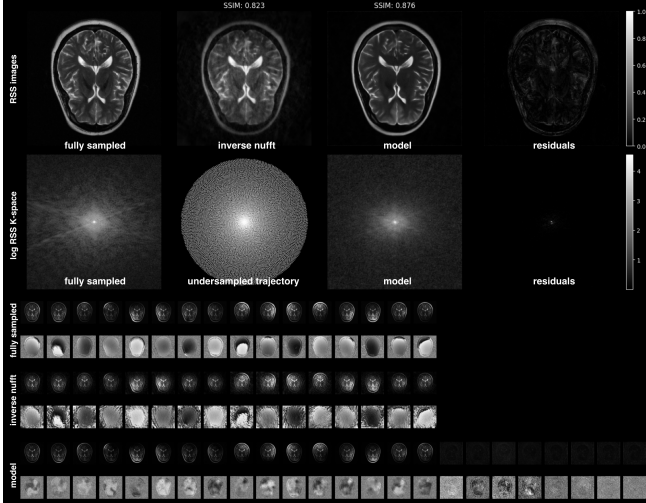 SSIM: 0.823
SSIM: 0.876
RSS images
fully sampled
inverse nufft
model
residuals
1.0
0.8
0.6
0.4
0.2
0.0
log RSS K-space
fully sampled
undersampled trajectory
model
residuals
4
3
2
1
fully sampled
inverse nufft
model